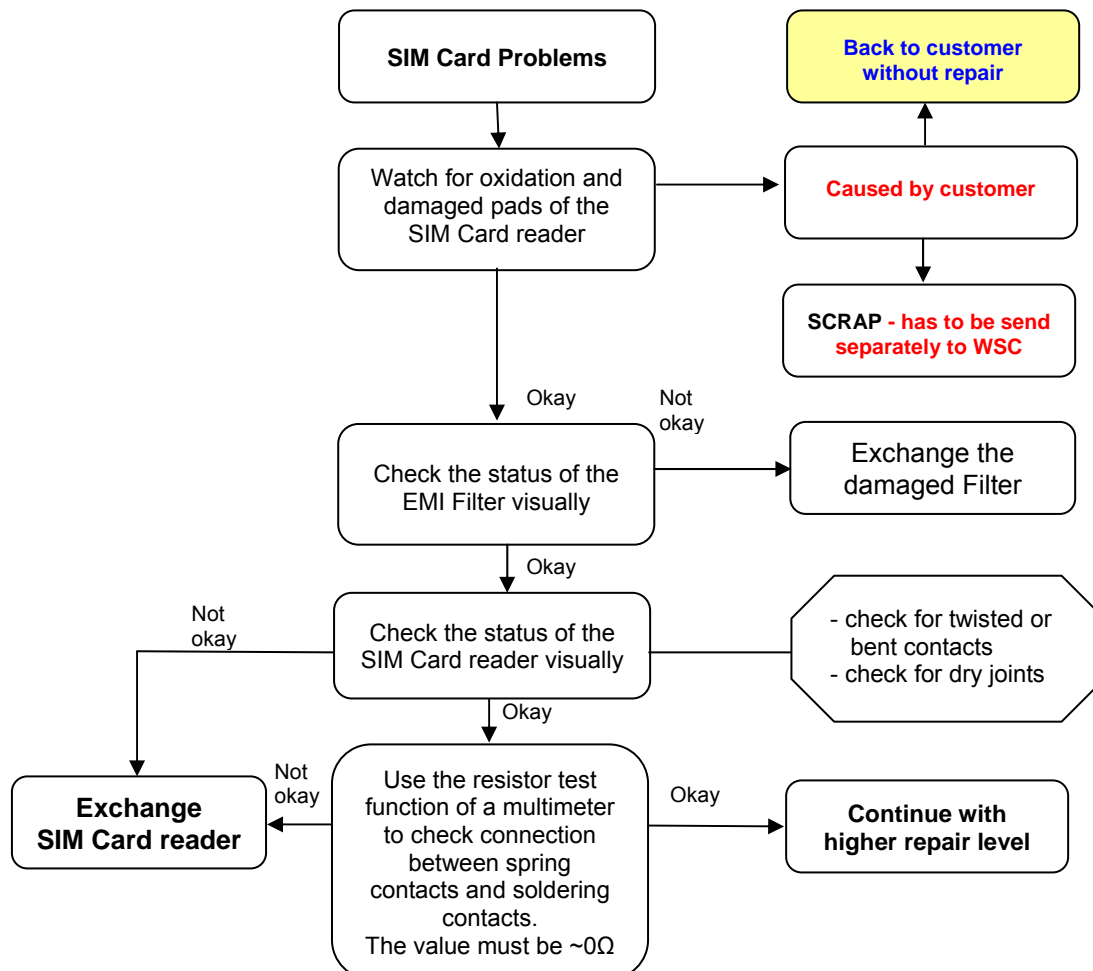 SIM Card Problems
Back to customer
without repair
Watch for oxidation and
damaged pads of the
SIM Card reader
Caused by customer
SCRAP - has to be send
separately to WSC
Okay
Not
okay
Check the status of the
EMI Filter visually
Exchange the
damaged Filter
Okay
Not
okay
Check the status of the
SIM Card reader visually
- check for twisted or
bent contacts
- check for dry joints
Okay
Exchange
SIM Card reader
Not
okay
Use the resistor test
function of a multimeter
to check connection
between spring
contacts and soldering
contacts.
The value must be ~0Ω
Okay
Continue with
higher repair level